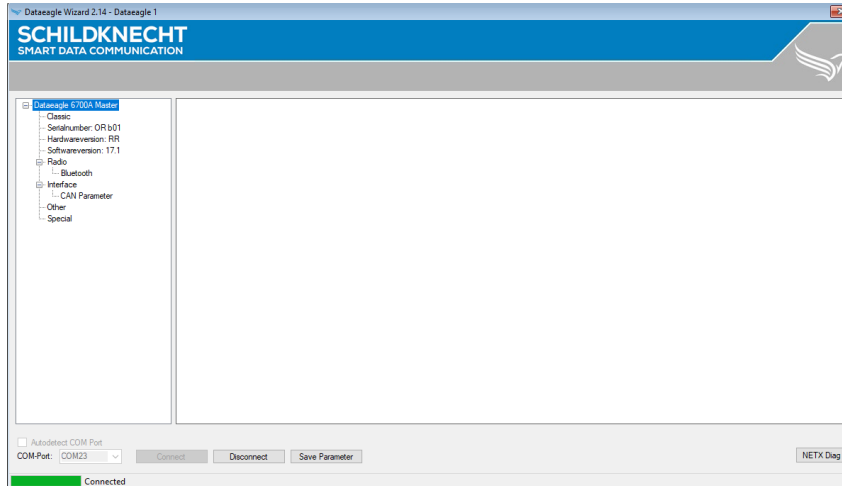 Dataeagle Wizard 2.14 - Dataeagle 1
SCHILDKNECHT
SMART DATA COMMUNICATION
Dataeagle 6700A Master
Classic
Serialnumber: OR b01
Hardwareversion: RR
Softwareversion: 17.1
Radio
Bluetooth
Interface
CAN Parameter
Other
Special
Autodetect COM Port
COM-Port: COM23 Connect Disconnect Save Parameter NETX Diag
Connected